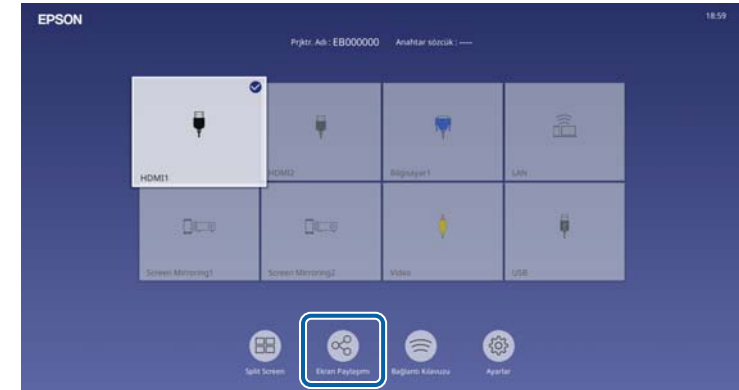 EPSON
18:59
Prjktr. Adı : EB000000 Anahtar sözcük : ----
HDMI1
HDMI2
Bilgisayar1
LAN
Screen Mirroring1
Screen Mirroring2
Video
USB
Split Screen
Ekran Paylaşımı
Bağlantı Kılavuzu
Ayarlar